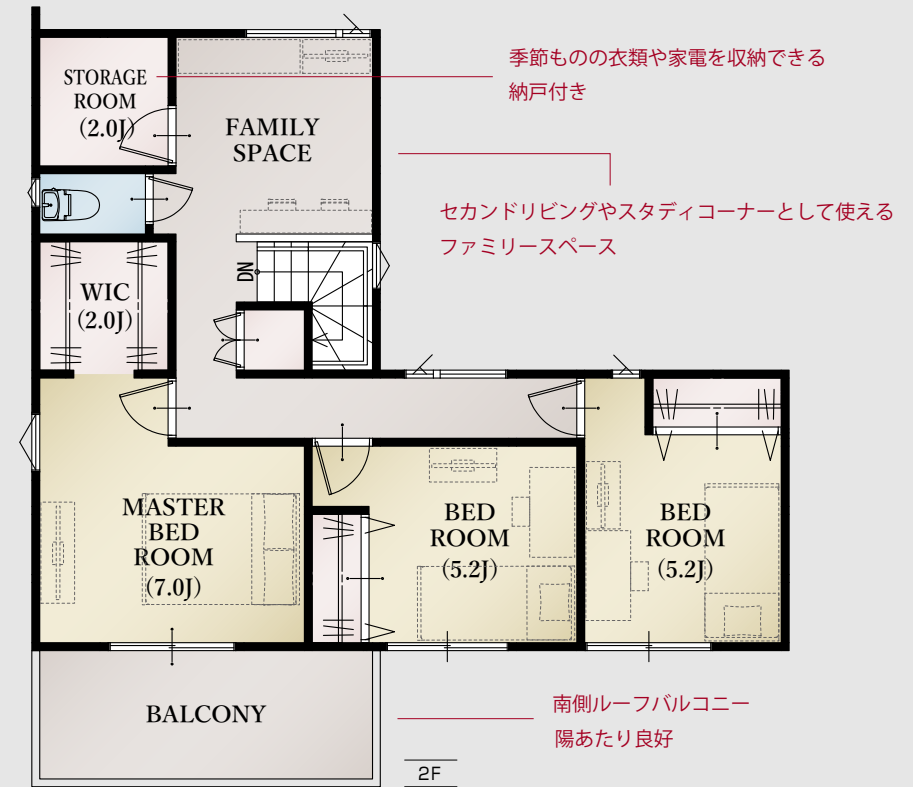 STORAGE
ROOM
(2.0J)
季節ものの衣類や家電を収納できる
納戸付き
FAMILY
SPACE
セカンドリビングやスタディコーナーとして使える
ファミリースペース
DN
WIC
(2.0J)
MASTER
BED
ROOM
(7.0J)
BED
ROOM
(5.2J)
BED
ROOM
(5.2J)
BALCONY
南側ルーフバルコニー
陽あたり良好
2F